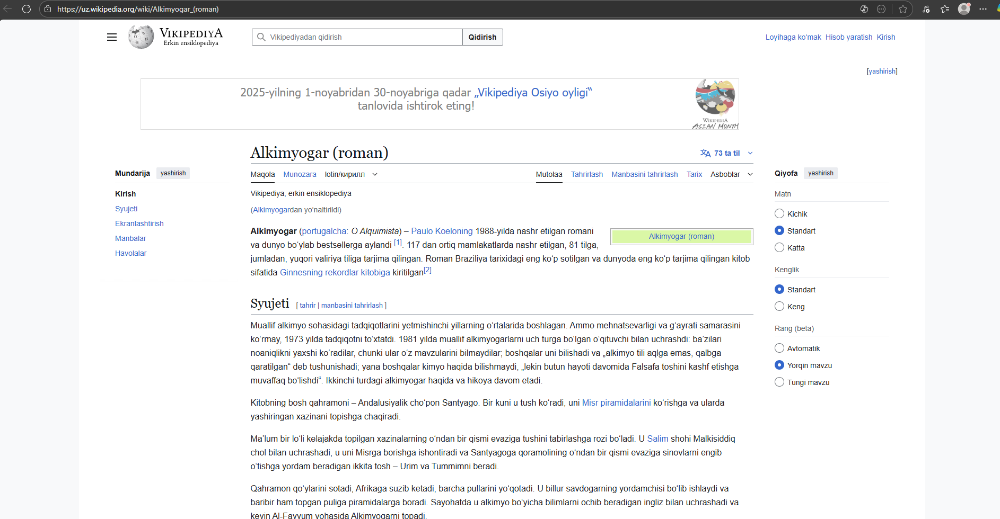 https://uz.wikipedia.org/wiki/Alkimyogar_(roman)
VIKIPEDIYA
Erkin ensiklopediya
Vikipediyadan qidirish
Qidirish
Loyihaga koʻmak Hisob yaratish Kirish
[yashirish]
2025-yilning 1-noyabridan 30-noyabriga qadar „Vikipediya Osiyo oyligi“
tanlovida ishtirok eting!
WIKIPEDIA
ASIAN MONTH
Alkimyogar (roman)
73 ta til
Mundarija yashirish
Kirish
Syujeti
Ekranlashtirish
Manbalar
Havolalar
Maqola Munozara lotin/кирилл
Mutolaa Tahrirlash Manbasini tahrirlash Tarix Asboblar
Vikipediya, erkin ensiklopediya
(Alkimyogardan yoʻnaltirildi)
Alkimyogar (roman)
Alkimyogar (portugalcha: O Alquimista) – Paulo Koeloning 1988-yilda nashr etilgan romani
va dunyo boʻylab bestsellerga aylandi [1]. 117 dan ortiq mamlakatlarda nashr etilgan, 81 tilga,
jumladan, yuqori valiriya tiliga tarjima qilingan. Roman Braziliya tarixidagi eng koʻp sotilgan va dunyoda eng koʻp tarjima qilingan kitob
sifatida Ginnesning rekordlar kitobiga kiritilgan[2]
Syujeti [ tahrir | manbasini tahrirlash ]
Muallif alkimyo sohasidagi tadqiqotlarini yetmishinchi yillarning oʻrtalarida boshlagan. Ammo mehnatsevarligi va gʻayrati samarasini
koʻrmay, 1973 yilda tadqiqotni toʻxtatdi. 1981 yilda muallif alkimyogarlarni uch turga boʻlgan oʻqituvchi bilan uchrashdi: baʼzilari
noaniqlikni yaxshi koʻradilar, chunki ular oʻz mavzularini bilmaydilar; boshqalar uni bilishadi va „alkimyo tili aqlga emas, qalbga
qaratilgan“ deb tushunishadi; yana boshqalar kimyo haqida bilishmaydi, „lekin butun hayoti davomida Falsafa toshini kashf etishga
muvaffaq boʻlishdi“. Ikkinchi turdagi alkimyogar haqida va hikoya davom etadi.
Kitobning bosh qahramoni – Andalusiyalik choʻpon Santyago. Bir kuni u tush koʻradi, uni Misr piramidalarini koʻrishga va ularda
yashiringan xazinani topishga chaqiradi.
Maʼlum bir loʻli kelajakda topilgan xazinalarning oʻndan bir qismi evaziga tushini tabirlashga rozi boʻladi. U Salim shohi Malkisiddiq
chol bilan uchrashadi, u uni Misrga borishga ishontiradi va Santyagoga qoramolining oʻndan bir qismi evaziga sinovlarni engib
oʻtishga yordam beradigan ikkita tosh – Urim va Tummimni beradi.
Qahramon qoʻylarini sotadi, Afrikaga suzib ketadi, barcha pullarini yoʻqotadi. U billur savdogarning yordamchisi boʻlib ishlaydi va
baribir ham topgan puliga piramidalarga boradi. Sayohatda u alkimyo boʻyicha bilimlarni ochib beradigan ingliz bilan uchrashadi va
keyin Al-Fayyum vohasida Alkimyogarni topadi.
Qiyofa yashirish
Matn
Kichik
Standart
Katta
Kenglik
Standart
Keng
Rang (beta)
Avtomatik
Yorqin mavzu
Tungi mavzu